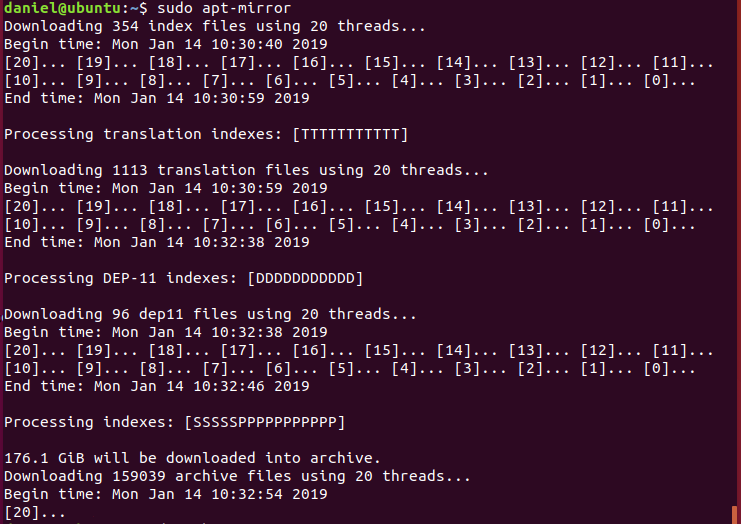 daniel@ubuntu:~$ sudo apt-mirror
Downloading 354 index files using 20 threads...
Begin time: Mon Jan 14 10:30:40 2019
[20]... [19]... [18]... [17]... [16]... [15]... [14]... [13]... [12]... [11]...
[10]... [9]... [8]... [7]... [6]... [5]... [4]... [3]... [2]... [1]... [0]...
End time: Mon Jan 14 10:30:59 2019
Processing translation indexes: [TTTTTTTTTTT]
Downloading 1113 translation files using 20 threads...
Begin time: Mon Jan 14 10:30:59 2019
[20]... [19]... [18]... [17]... [16]... [15]... [14]... [13]... [12]... [11]...
[10]... [9]... [8]... [7]... [6]... [5]... [4]... [3]... [2]... [1]... [0]...
End time: Mon Jan 14 10:32:38 2019
Processing DEP-11 indexes: [DDDDDDDDDDD]
Downloading 96 dep11 files using 20 threads...
Begin time: Mon Jan 14 10:32:38 2019
[20]... [19]... [18]... [17]... [16]... [15]... [14]... [13]... [12]... [11]...
[10]... [9]... [8]... [7]... [6]... [5]... [4]... [3]... [2]... [1]... [0]...
End time: Mon Jan 14 10:32:46 2019
Processing indexes: [SSSSSPPPPPPPPPPP]
176.1 GiB will be downloaded into archive.
Downloading 159039 archive files using 20 threads...
Begin time: Mon Jan 14 10:32:54 2019
[20]...